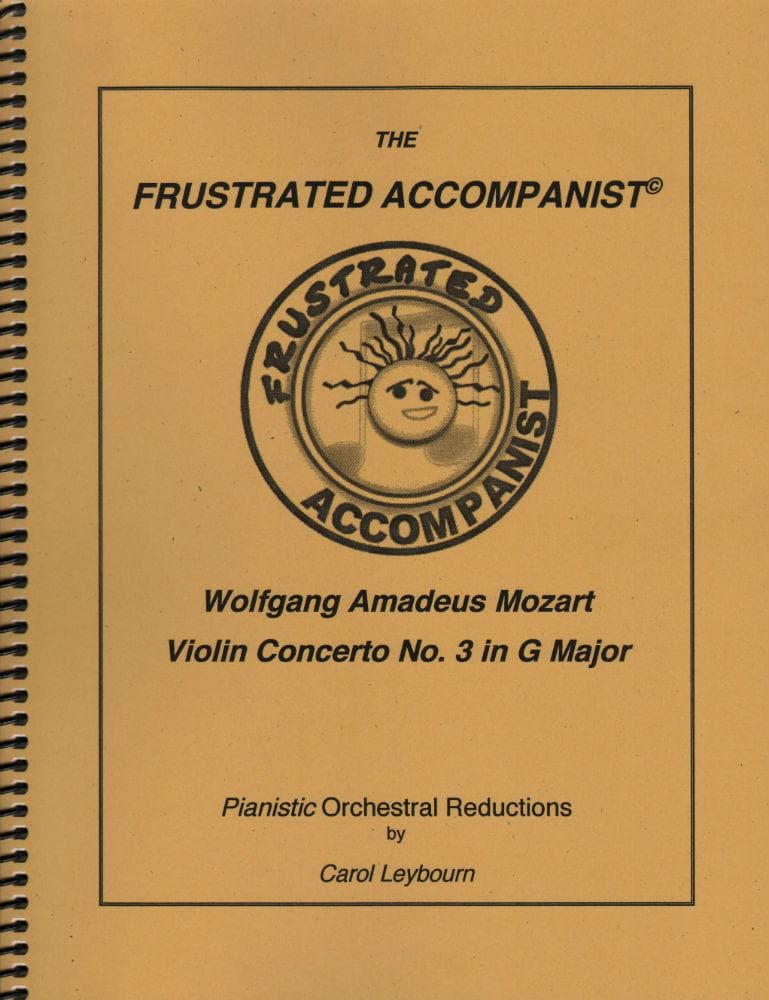 THE
FRUSTRATED ACCOMPANIST©
FRUSTRATED
ACCOMPANIST
Wolfgang Amadeus Mozart
Violin Concerto No. 3 in G Major
Pianistic Orchestral Reductions
by
Carol Leybourn